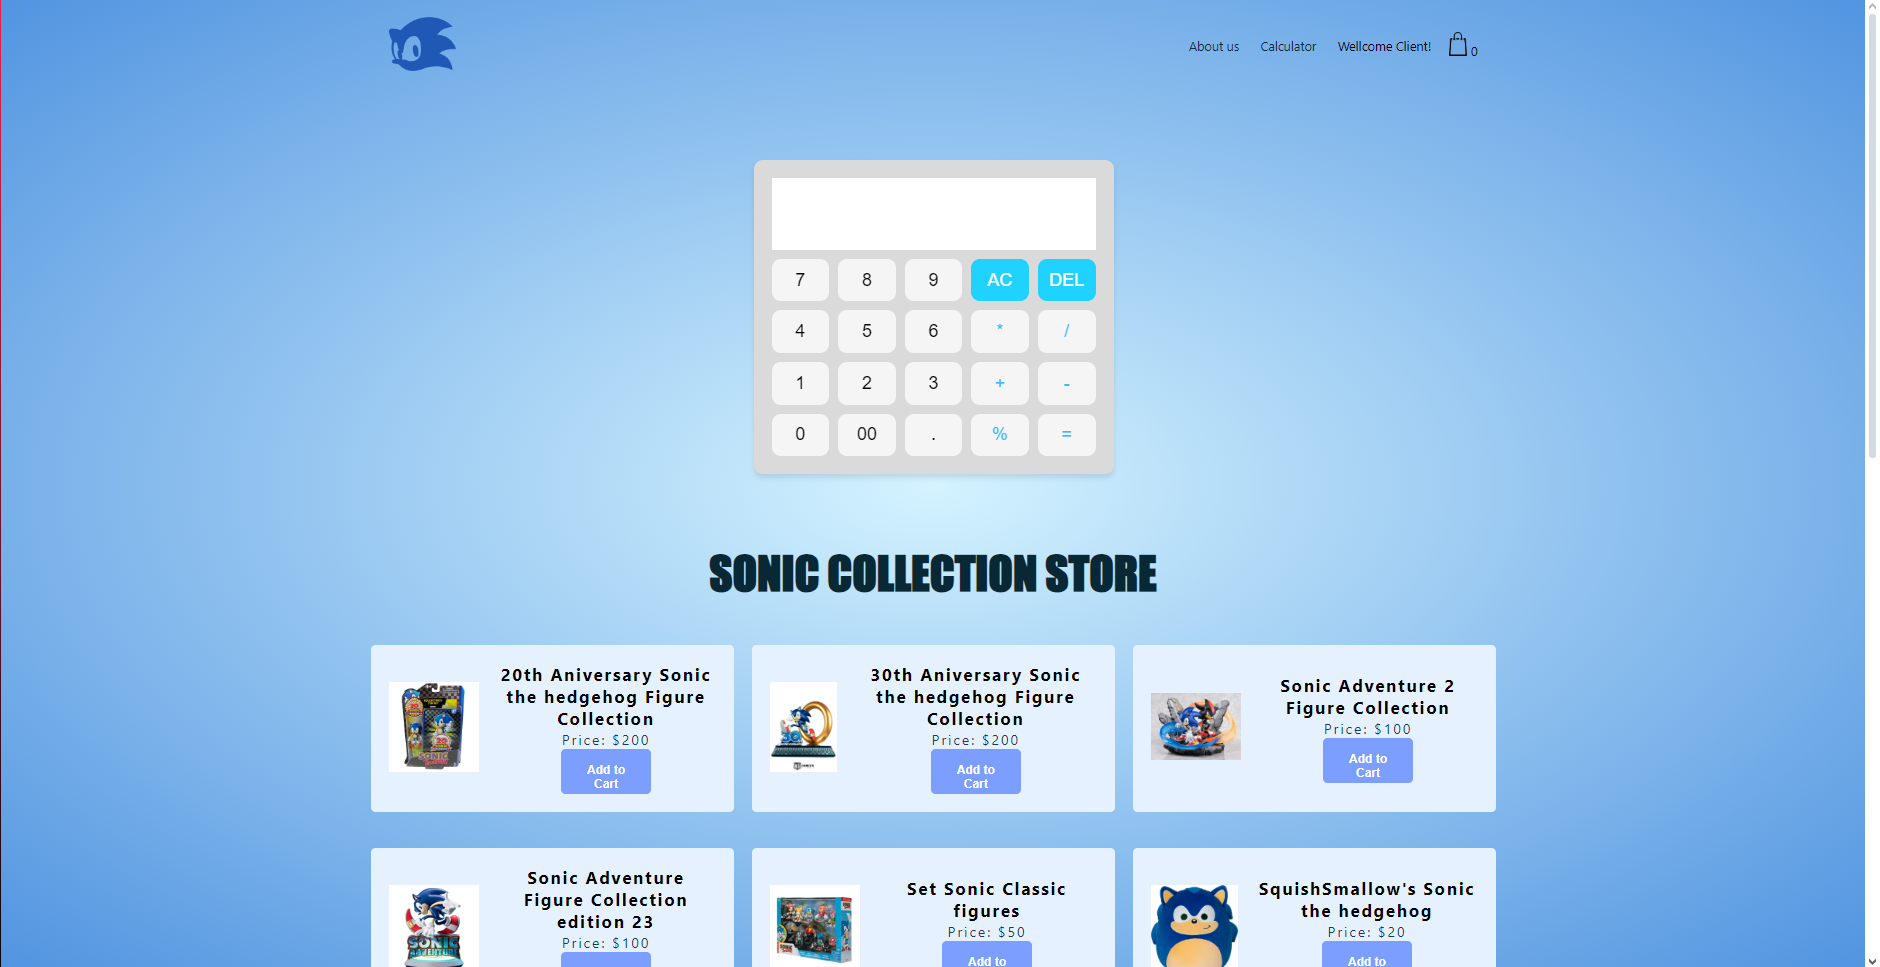 About us Calculator Wellcome Client! 0
7 8 9 AC DEL
4 5 6 * /
1 2 3 + -
0 00 . % =
SONIC COLLECTION STORE
20th Aniversary Sonic
the hedgehog Figure
Collection
Price: $200
Add to
Cart
30th Aniversary Sonic
the hedgehog Figure
Collection
Price: $200
Add to
Cart
Sonic Adventure 2
Figure Collection
Price: $100
Add to
Cart
Sonic Adventure
Figure Collection
edition 23
Price: $100
SONIC
ADVENTURE
Set Sonic Classic
figures
Price: $50
Add to
SquishSmallow's Sonic
the hedgehog
Price: $20
Add to